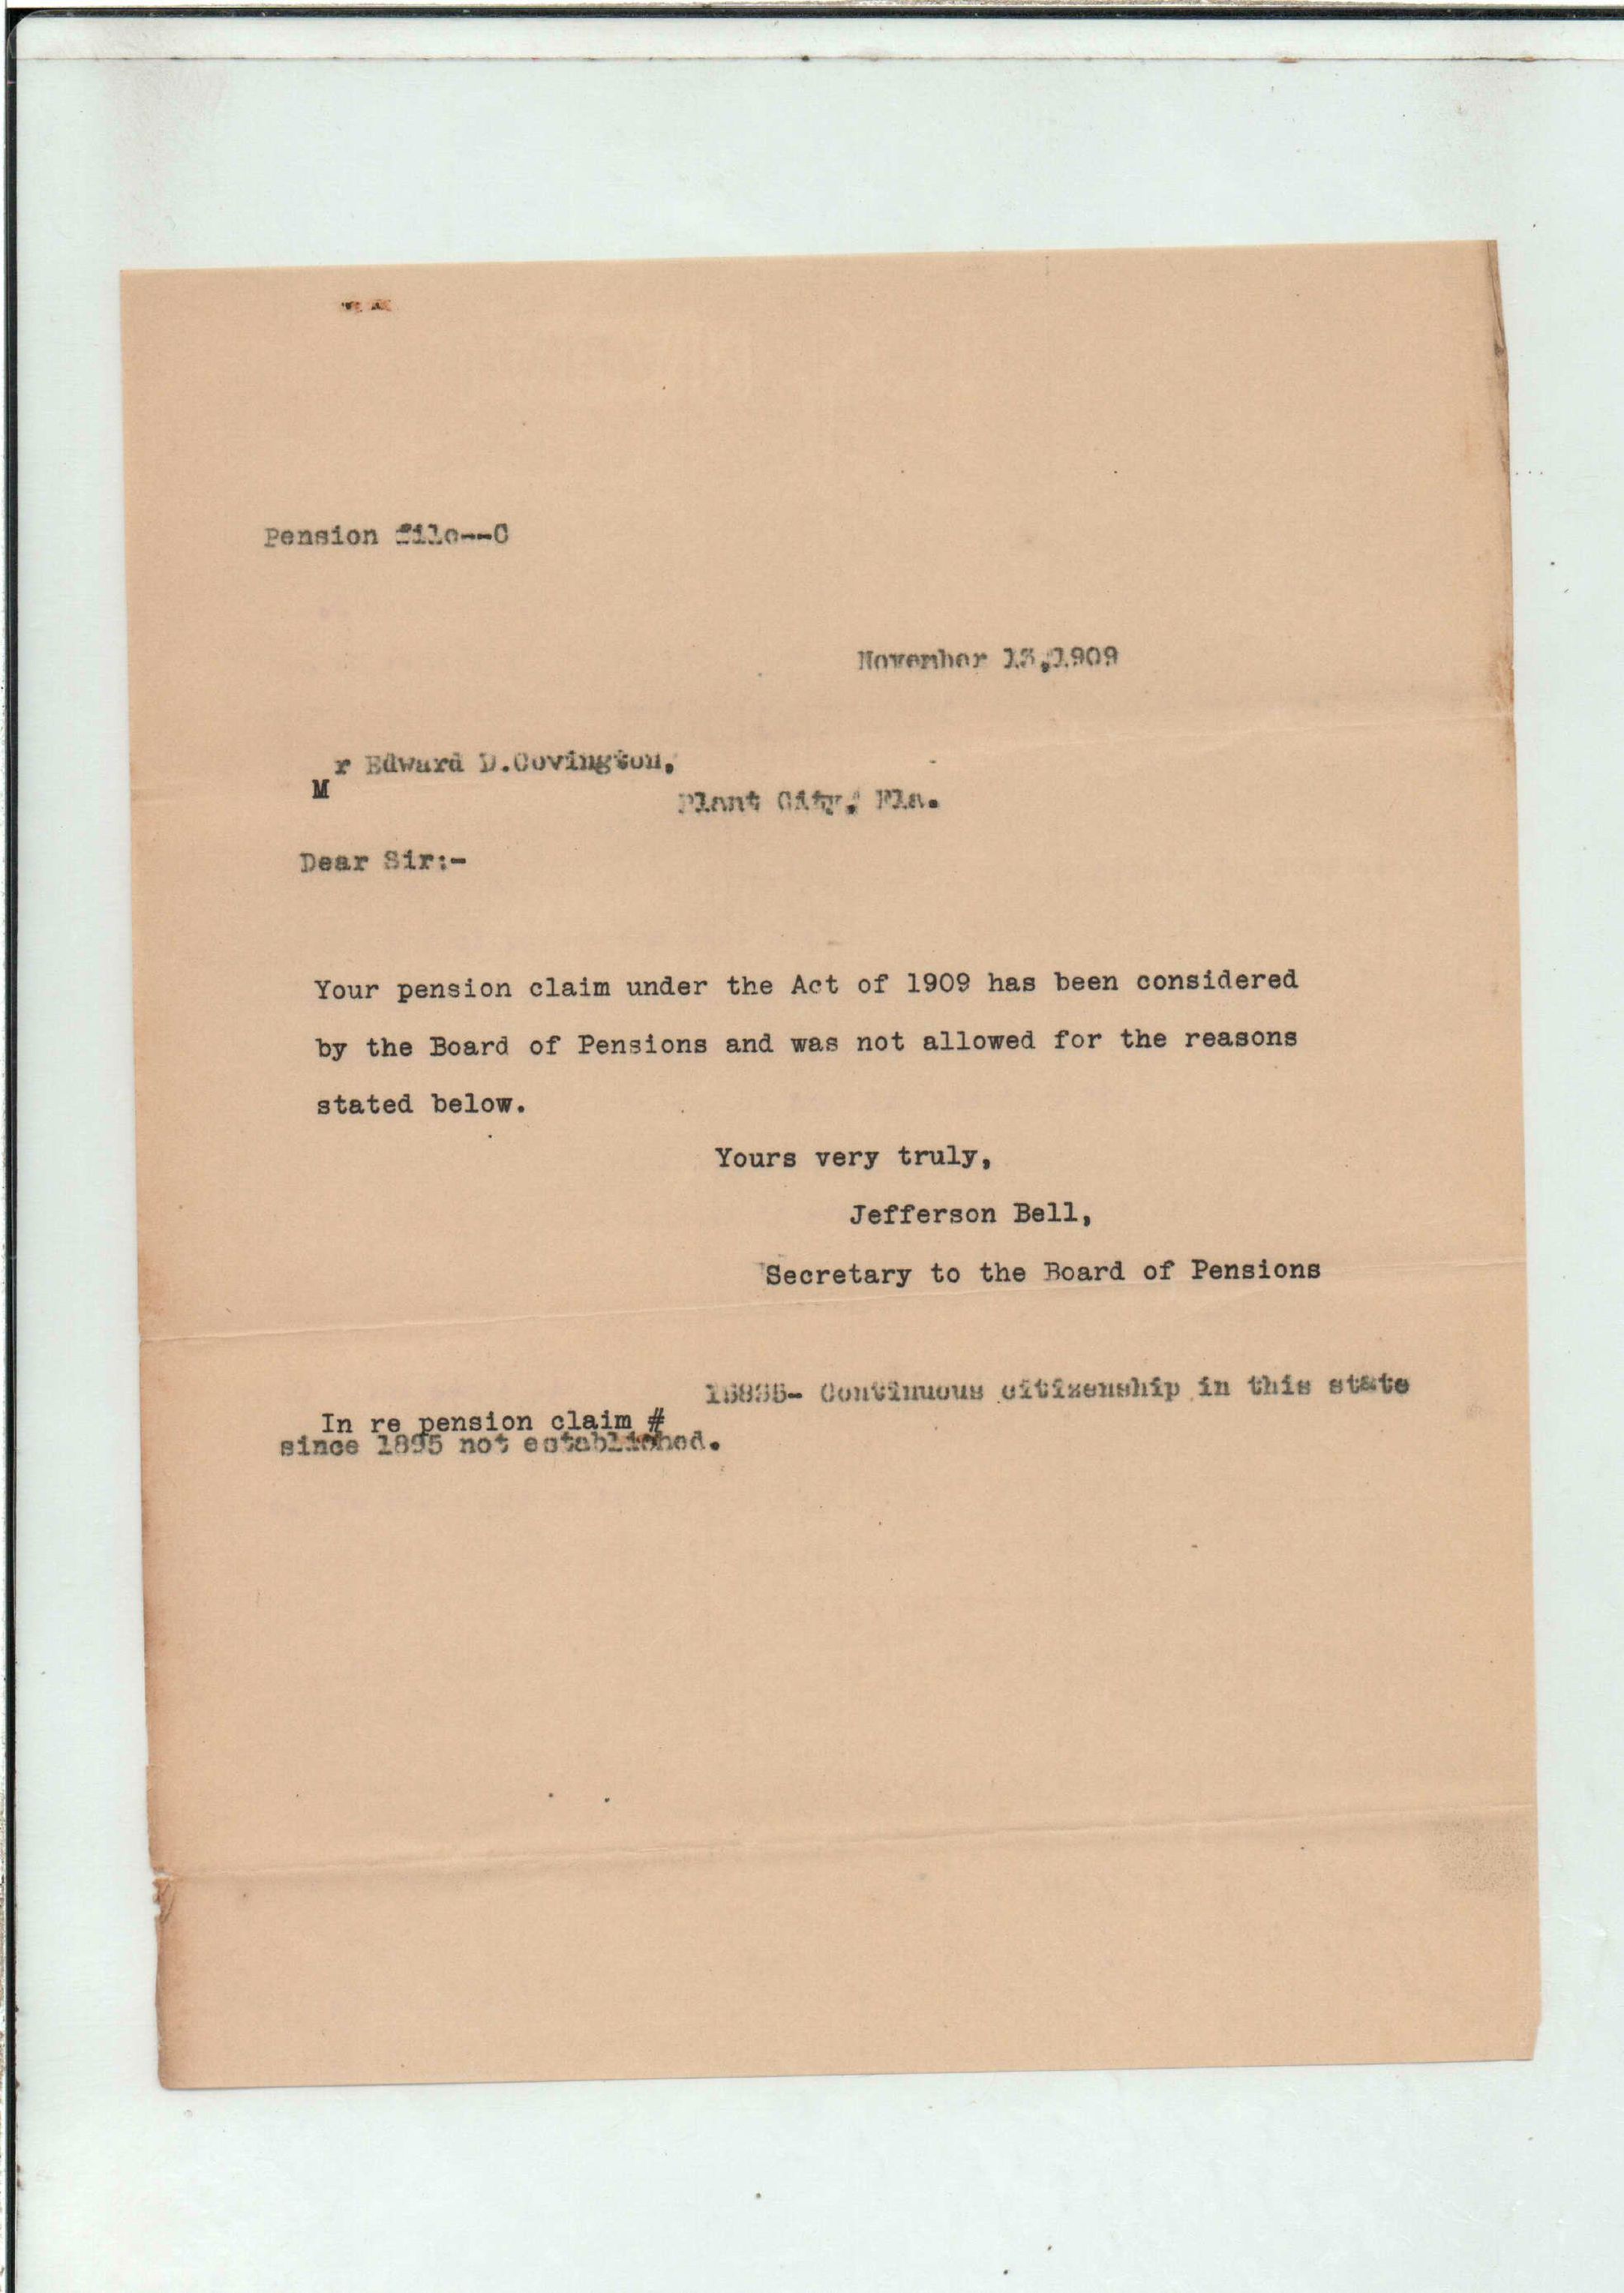 Pension file--C
November 13,1909
Mr Edward D.Covington,
Plant City, Fla.
Dear Sir:-
Your pension claim under the Act of 1909 has been considered
by the Board of Pensions and was not allowed for the reasons
stated below.
Yours very truly,
Jefferson Bell,
Secretary to the Board of Pensions
In re pension claim # - Continuous citizenship in this state
since 1895 not established.